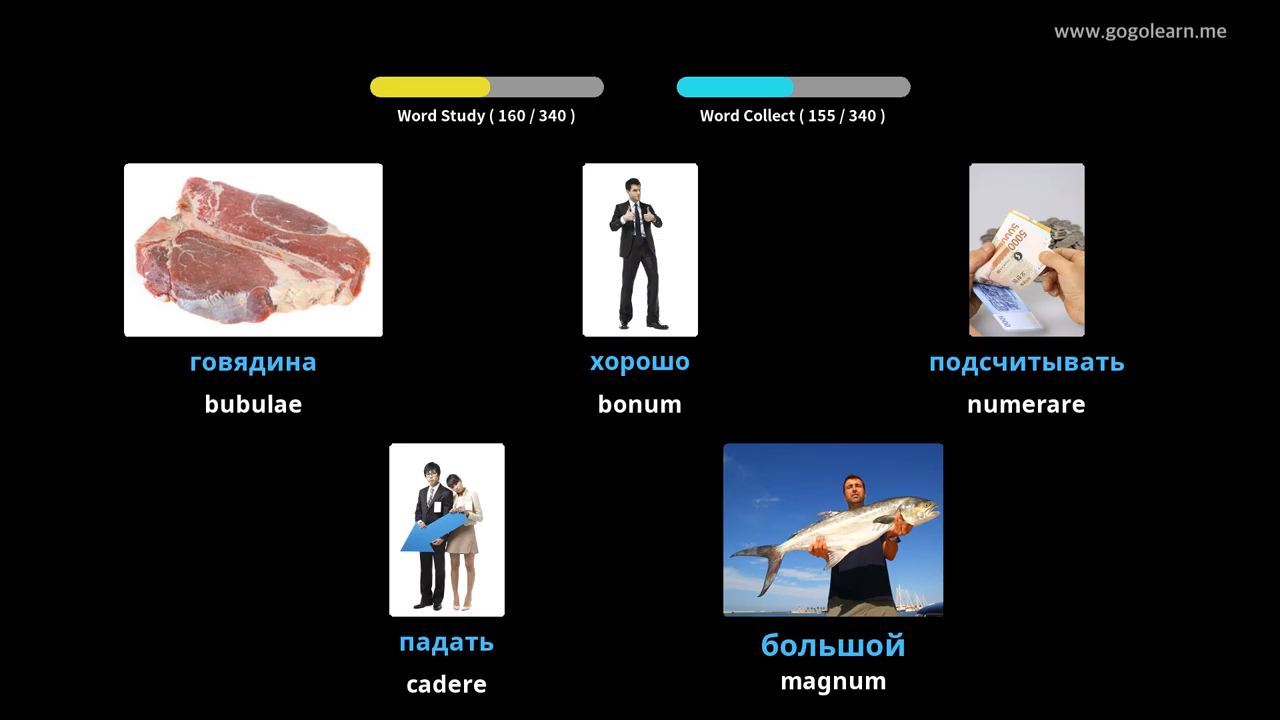 www.gogolearn.me
Word Study ( 160 / 340 )
Word Collect ( 155 / 340 )
говядина
bubulae
хорошо
bonum
подсчитывать
numerare
падать
cadere
большой
magnum